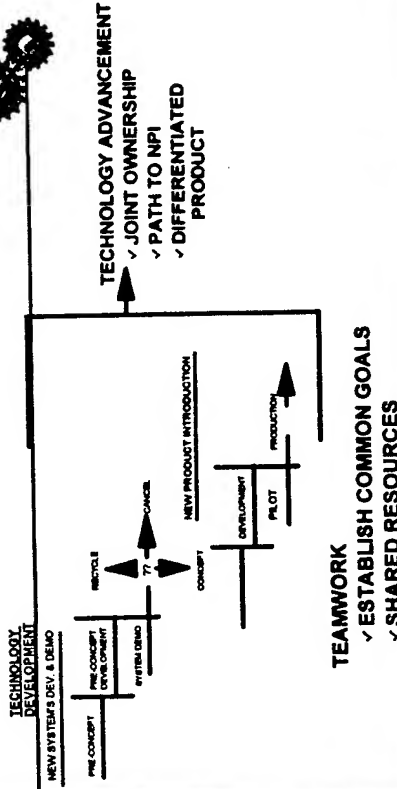 TECHNOLOGY
DEVELOPMENT
NEW SYSTEM'S DEV. & DEMO
PRE-CONCEPT
PRE-CONCEPT
DEVELOPMENT
SYSTEM DEMO
RECYCLE
??
CANCEL
CONCEPT
NEW PRODUCT INTRODUCTION
DEVELOPMENT
PILOT
PRODUCTION
TECHNOLOGY ADVANCEMENT
✓ JOINT OWNERSHIP
✓ PATH TO NPI
✓ DIFFERENTIATED
PRODUCT
TEAMWORK
✓ ESTABLISH COMMON GOALS
✓ SHARED RESOURCES